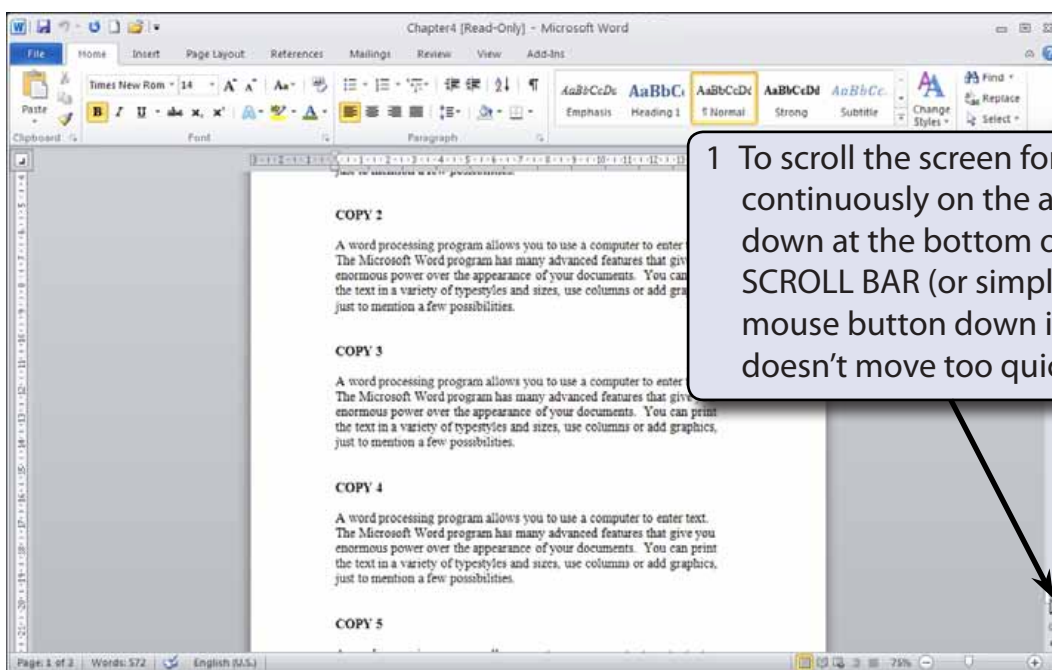 Chapter4 [Read-Only] - Microsoft Word
File Home Insert Page Layout References Mailings Review View Add-Ins
Times New Rom 14
Paste
B I U abc x, x'
AaBbCcDc AaBbC AaBbCcDc AaBbCcDd AaBbCc
Emphasis Heading 1 ¶ Normal Strong Subtitle
Change Styles
Find
Replace
Select
Clipboard Font Paragraph
just to mention a few possibilities.
COPY 2
A word processing program allows you to use a computer to enter
The Microsoft Word program has many advanced features that giv
enormous power over the appearance of your documents. You can
the text in a variety of typestyles and sizes, use columns or add gra
just to mention a few possibilities.
COPY 3
A word processing program allows you to use a computer to enter
The Microsoft Word program has many advanced features that give you
enormous power over the appearance of your documents. You can print
the text in a variety of typestyles and sizes, use columns or add graphics,
just to mention a few possibilities.
COPY 4
A word processing program allows you to use a computer to enter text.
The Microsoft Word program has many advanced features that give you
enormous power over the appearance of your documents. You can print
the text in a variety of typestyles and sizes, use columns or add graphics,
just to mention a few possibilities.
COPY 5
1 To scroll the screen for
continuously on the a
down at the bottom o
SCROLL BAR (or simpl
mouse button down i
doesn't move too quic
Page: 1 of 2 Words: 572 English (U.S.) 75%